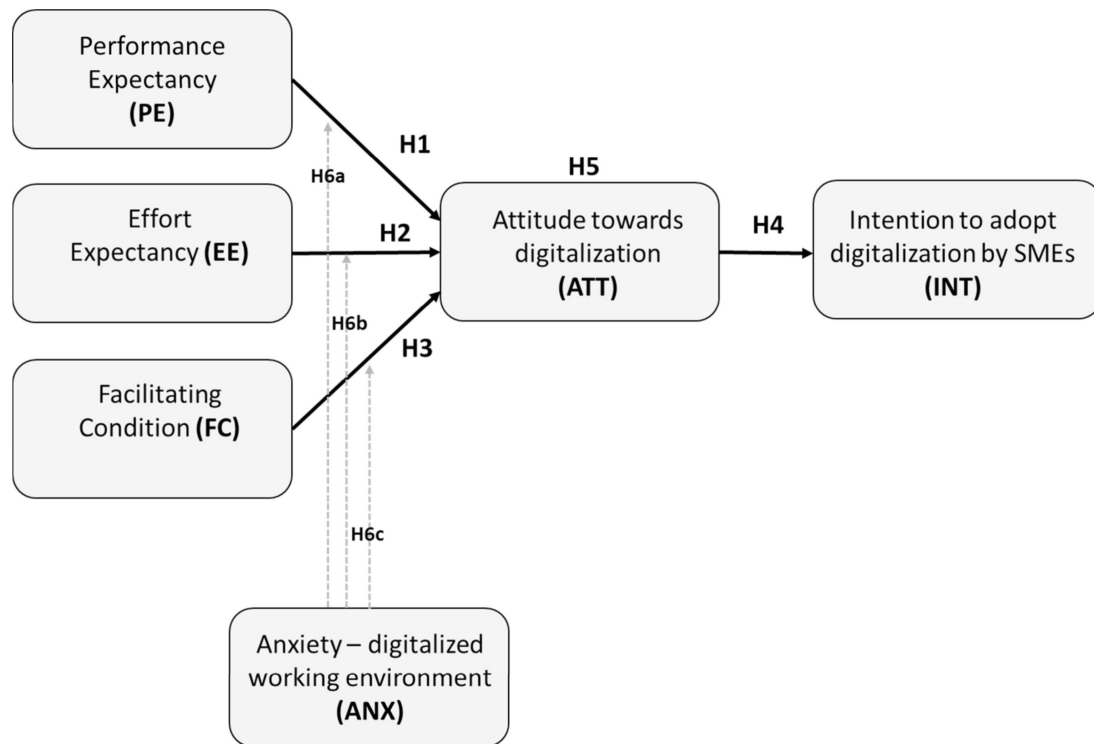 Performance
Expectancy
(PE)
H1
H6a
H5
Effort
Expectancy (EE)
H2
Attitude towards
digitalization
(ATT)
H4
Intention to adopt
digitalization by SMEs
(INT)
H6b
H3
Facilitating
Condition (FC)
H6c
Anxiety – digitalized
working environment
(ANX)